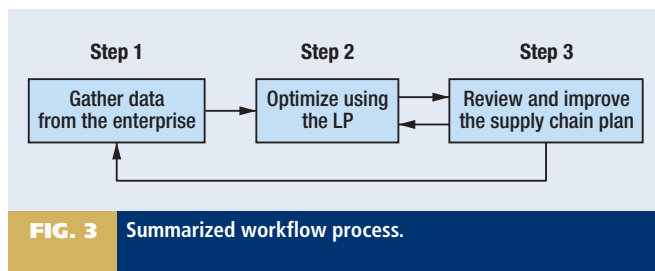 Step 1
Step 2
Step 3
Gather data
from the enterprise
Optimize using
the LP
Review and improve
the supply chain plan
FIG. 3
Summarized workflow process.